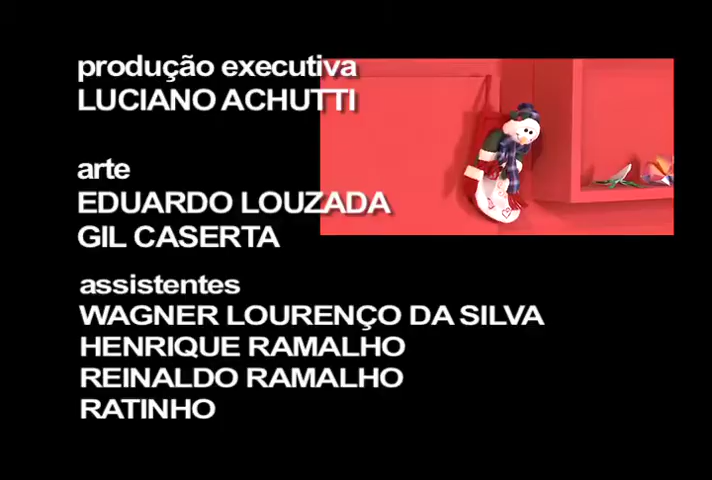 produção executiva
LUCIANO ACHUTTI
arte
EDUARDO LOUZADA
GIL CASERTA
assistentes
WAGNER LOURENÇO DA SILVA
HENRIQUE RAMALHO
REINALDO RAMALHO
RATINHO